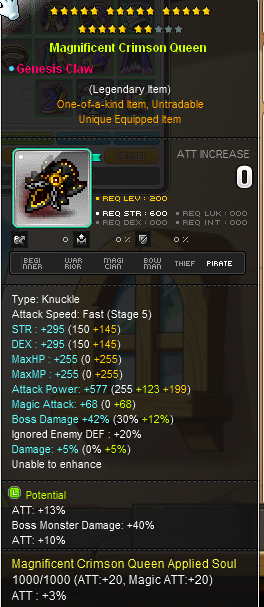 Magnificent Crimson Queen
Genesis Claw
(Legendary Item)
One-of-a-kind Item, Untradable
Unique Equipped Item
ATT INCREASE
0
REQ LEV : 200
REQ STR : 600
REQ LUK : 000
REQ DEX : 000
REQ INT : 000
0
0 %
0 %
BEGINNER
WARRIOR
MAGICIAN
BOWMAN
THIEF
PIRATE
Type: Knuckle
Attack Speed: Fast (Stage 5)
STR : +295 (150 +145)
DEX : +295 (150 +145)
MaxHP : +255 (0 +255)
MaxMP : +255 (0 +255)
Attack Power: +577 (255 +123 +199)
Magic Attack: +68 (0 +68)
Boss Damage +42% (30% +12%)
Ignored Enemy DEF : +20%
Damage: +5% (0% +5%)
Unable to enhance
L Potential
ATT: +13%
Boss Monster Damage: +40%
ATT: +10%
Magnificent Crimson Queen Applied Soul
1000/1000 (ATT:+20, Magic ATT:+20)
ATT : +3%